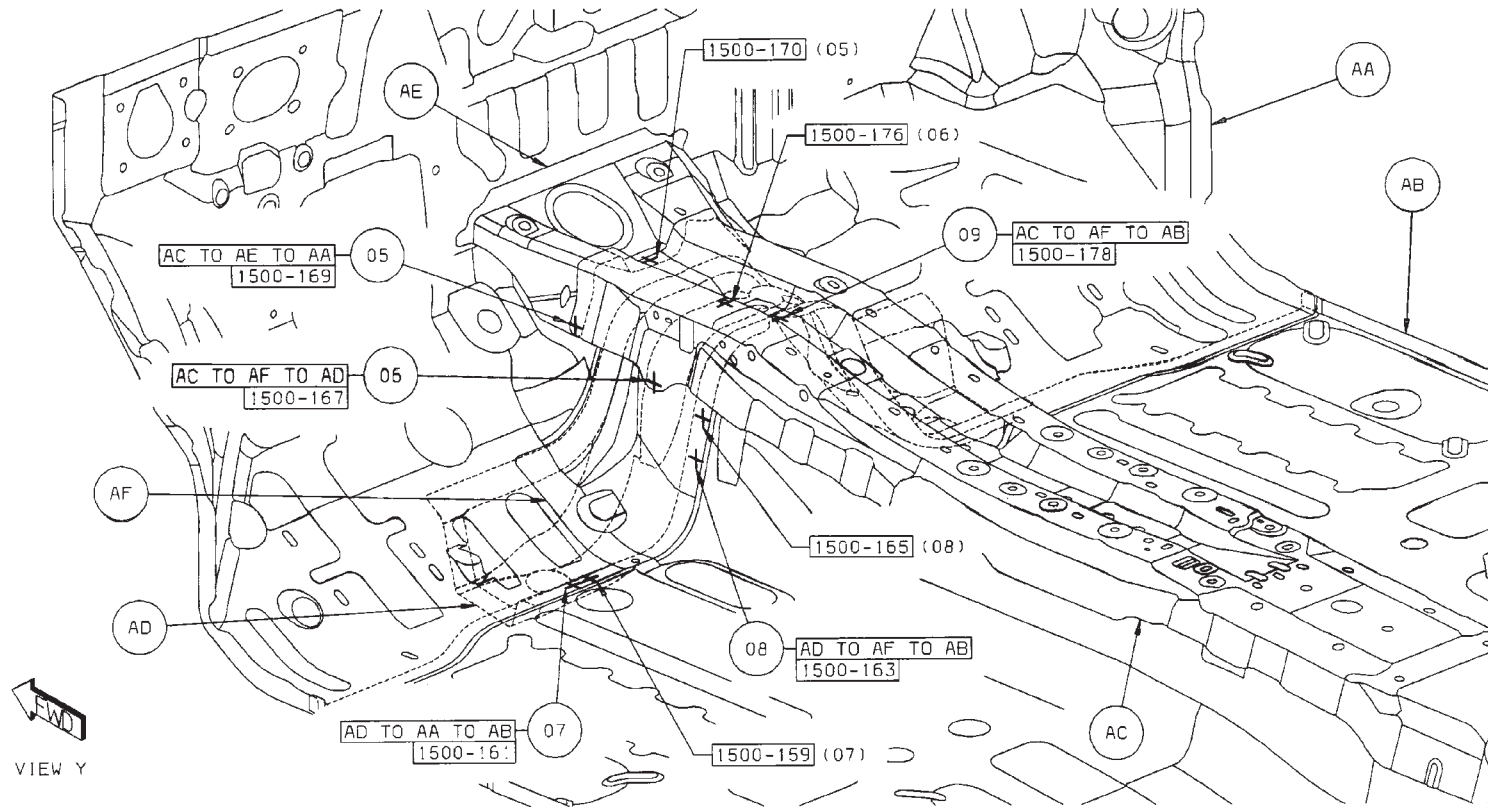 1500-170 (05)
AE
AA
1500-176 (06)
AB
09
AC TO AF TO AB
1500-178
AC TO AE TO AA
1500-169
05
AC TO AF TO AD
1500-167
06
AF
1500-165 (08)
AD
08
AD TO AF TO AB
1500-163
AC
AD TO AA TO AB
1500-161
07
1500-159 (07)
FWD
VIEW Y